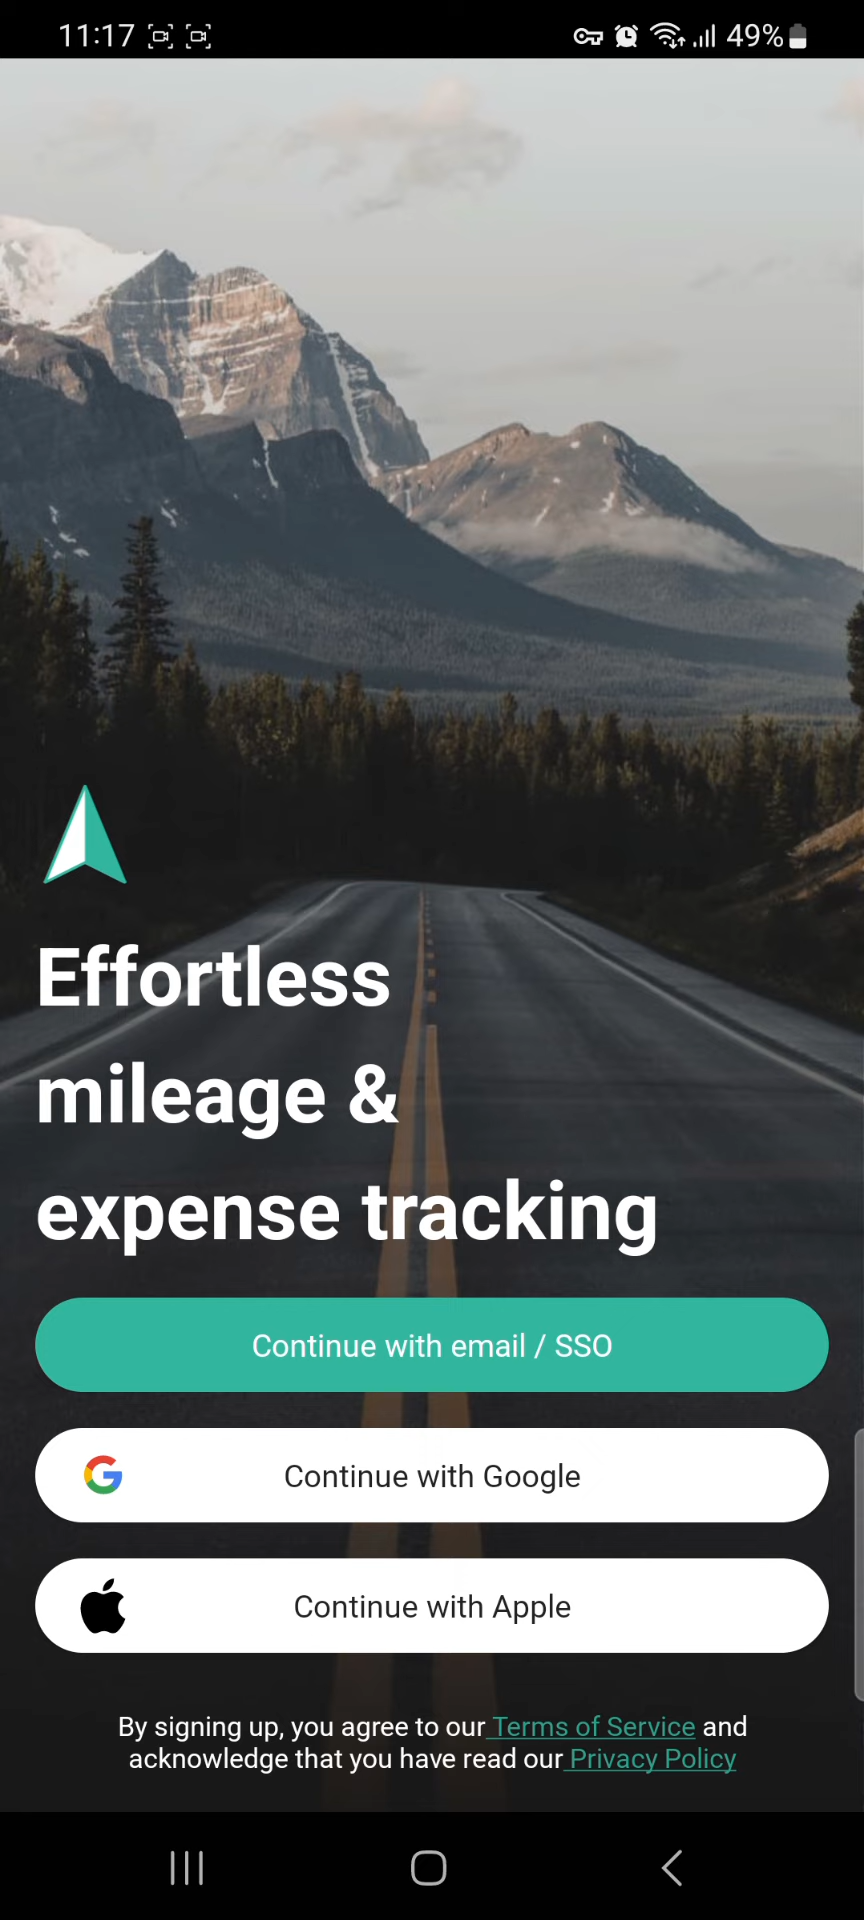 11:17 49%
Effortless
mileage &
expense tracking
Continue with email / SSO
Continue with Google
Continue with Apple
By signing up, you agree to our Terms of Service and
acknowledge that you have read our Privacy Policy